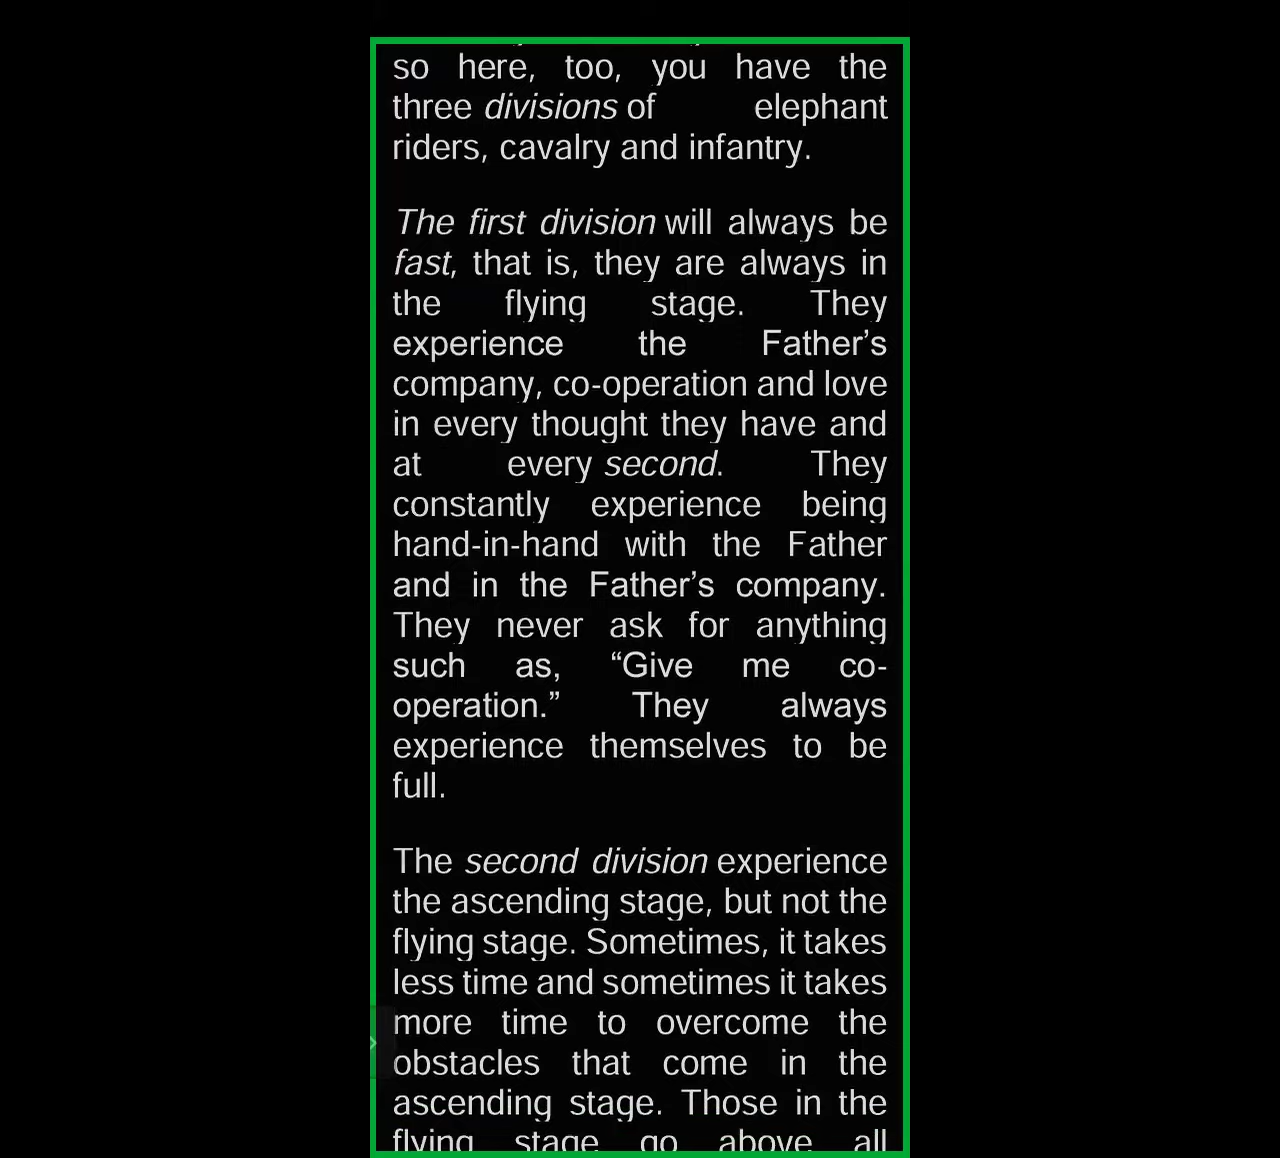 so here, too, you have the
three divisions of elephant
riders, cavalry and infantry.
The first division will always be
fast, that is, they are always in
the flying stage. They
experience the Father’s
company, co-operation and love
in every thought they have and
at every second. They
constantly experience being
hand-in-hand with the Father
and in the Father’s company.
They never ask for anything
such as, “Give me co-
operation.” They always
experience themselves to be
full.
The second division experience
the ascending stage, but not the
flying stage. Sometimes, it takes
less time and sometimes it takes
more time to overcome the
obstacles that come in the
ascending stage. Those in the
flying stage go above all